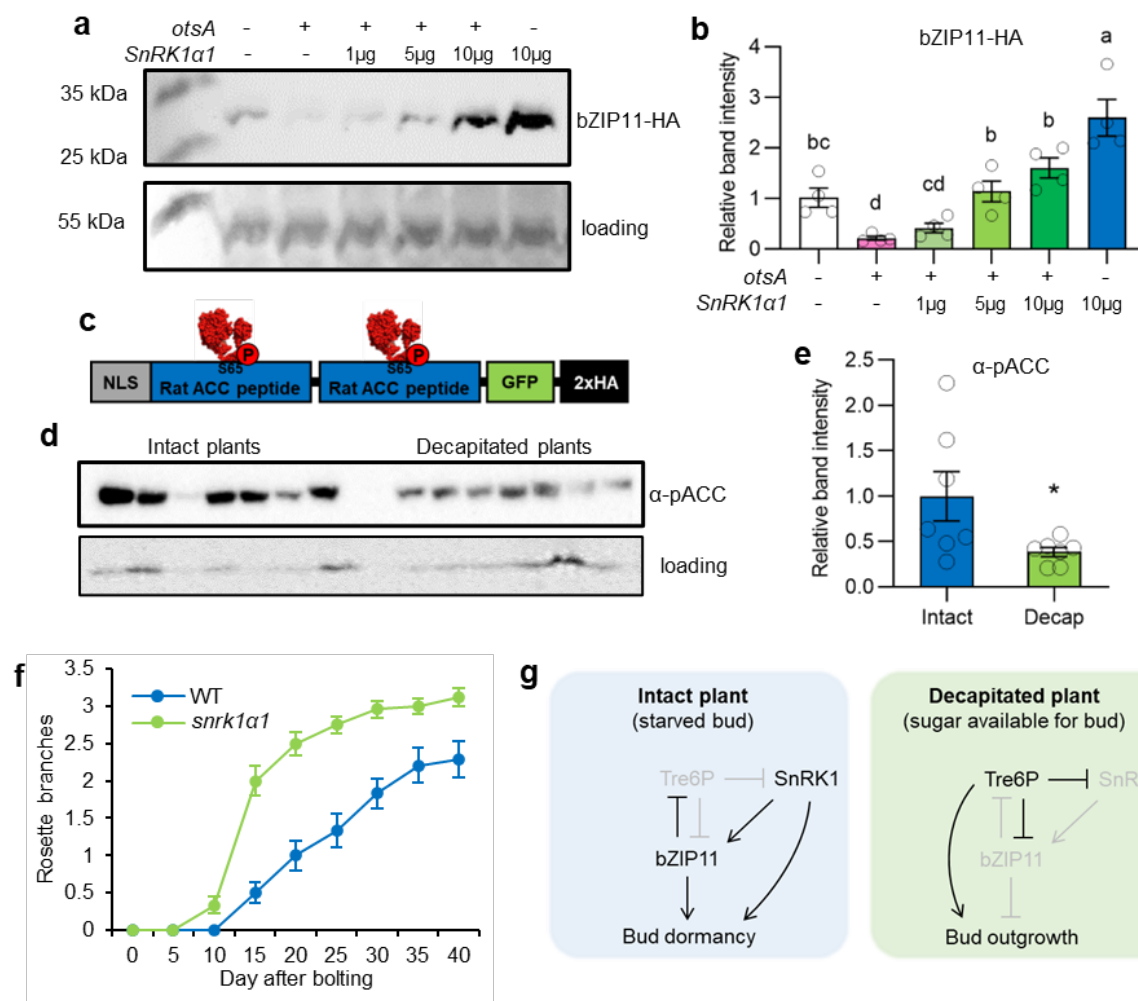 a
otsA - + + + + -
SnRK1α1 - - 1µg 5µg 10µg 10µg
35 kDa
25 kDa
bZIP11-HA
55 kDa
loading
b
bZIP11-HA
Relative band intensity
5
4
3
2
1
0
bc d cd b b a
otsA - + + + + -
SnRK1α1 - - 1µg 5µg 10µg 10µg
c
P P
S65 S65
NLS Rat ACC peptide Rat ACC peptide GFP 2xHA
d
Intact plants Decapitated plants
α-pACC
loading
e
α-pACC
Relative band intensity
2.5
2.0
1.5
1.0
0.5
0.0
*
Intact Decap
f
Rosette branches
3.5
3
2.5
2
1.5
1
0.5
0
WT
snrk1α1
0 5 10 15 20 25 30 35 40
Day after bolting
g
Intact plant
(starved bud)
Tre6P SnRK1
bZIP11
Bud dormancy
Decapitated plant
(sugar available for bud)
Tre6P SnR
bZIP11
Bud outgrowth